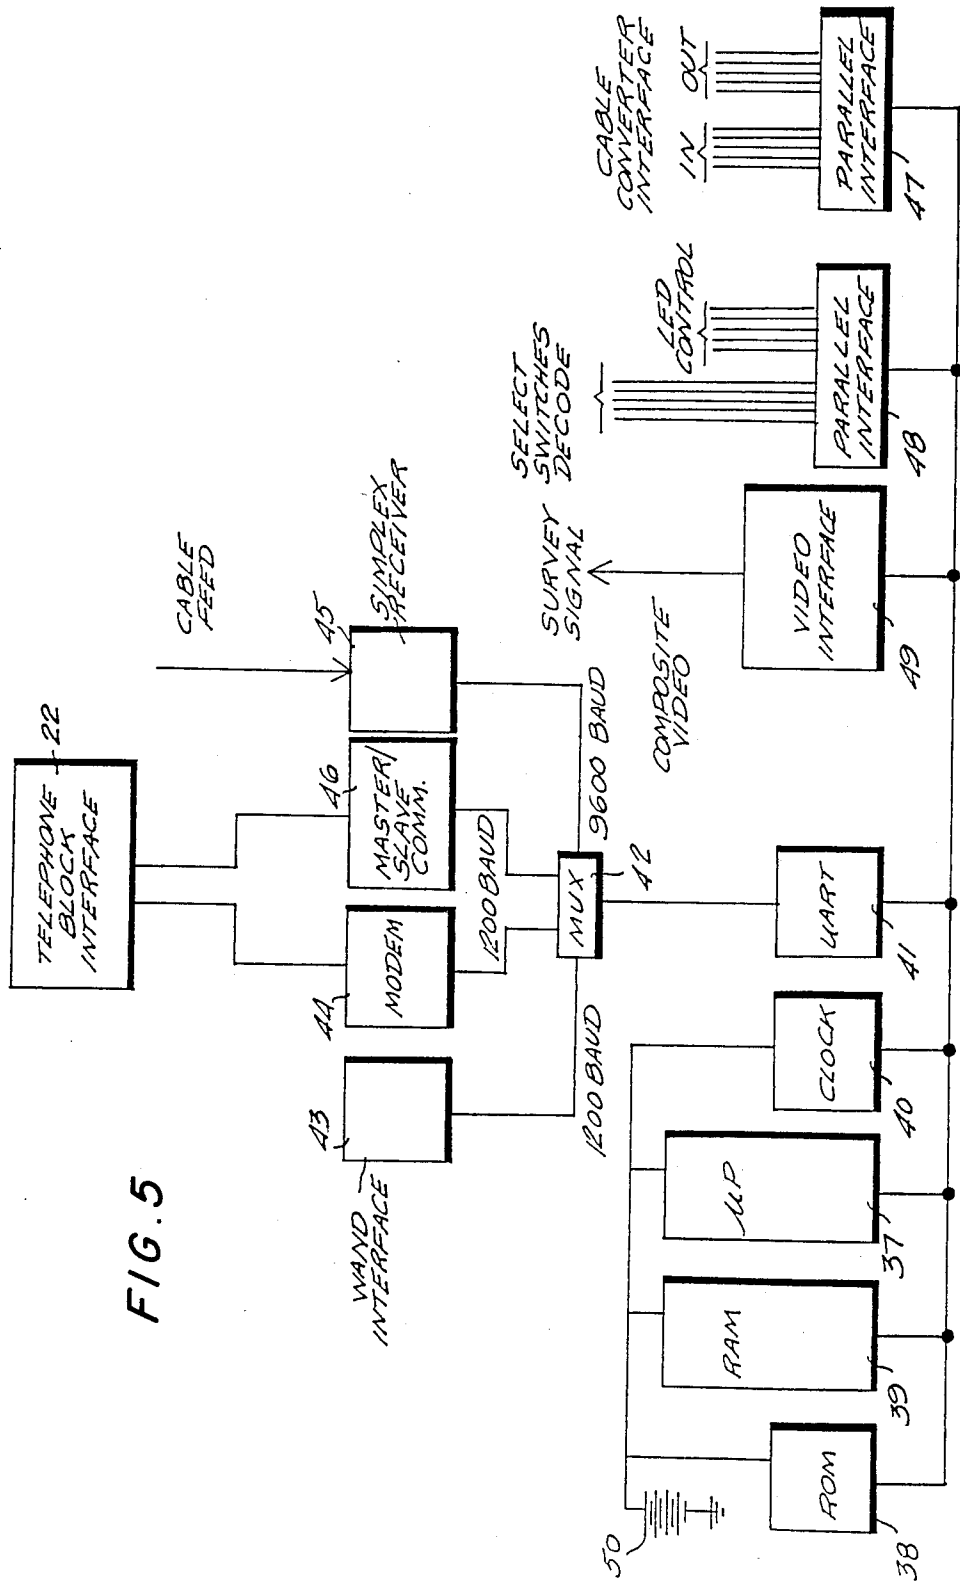 FIG. 5
TELEPHONE
BLOCK
INTERFACE
22
CABLE
FEED
43
WAND
INTERFACE
44
MODEM
46
MASTER/
SLAVE
COMM.
45
SIMPLEX
RECEIVER
1200 BAUD
1200 BAUD
9600 BAUD
MUX
42
COMPOSITE
VIDEO
SURVEY
SIGNAL
SELECT
SWITCHES
DECODE
LED
CONTROL
CABLE
CONVERTER
INTERFACE
IN
OUT
50
ROM
38
RAM
39
μP
37
CLOCK
40
UART
41
VIDEO
INTERFACE
49
PARALLEL
INTERFACE
48
PARALLEL
INTERFACE
47